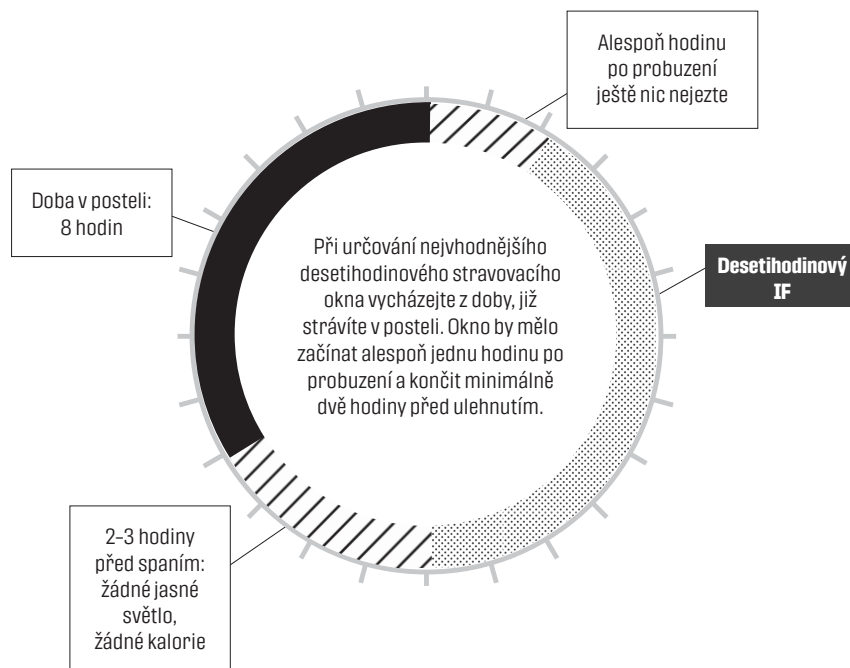 Alespoň hodinu
po probuzení
ještě nic nejezte
Doba v posteli:
8 hodin
Při určování nejvhodnějšího
desetihodinového stravovacího
okna vycházejte z doby, již
strávíte v posteli. Okno by mělo
začínat alespoň jednu hodinu po
probuzení a končit minimálně
dvě hodiny před ulehnutím.
Desetihodinový
IF
2–3 hodiny
před spaním:
žádné jasné
světlo,
žádné kalorie